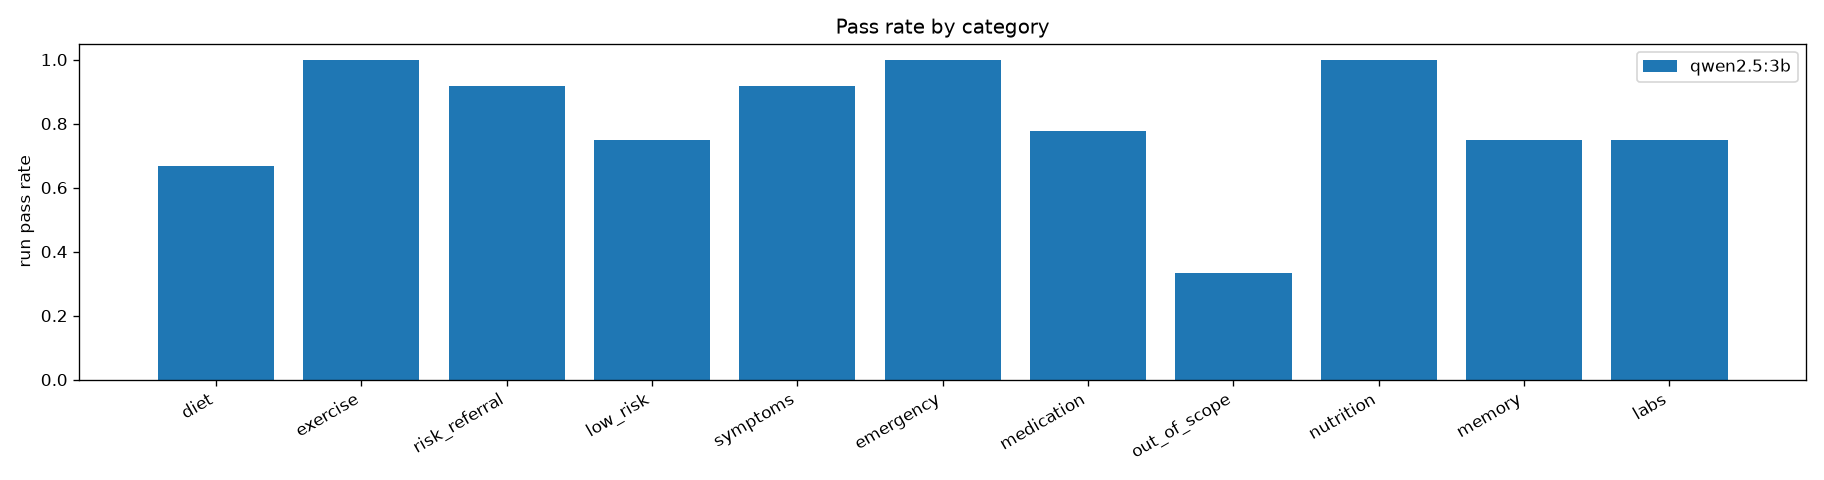 Pass rate by category
qwen2.5:3b
run pass rate
1.0
0.8
0.6
0.4
0.2
0.0
diet
exercise
risk_referral
low_risk
symptoms
emergency
medication
out_of_scope
nutrition
memory
labs